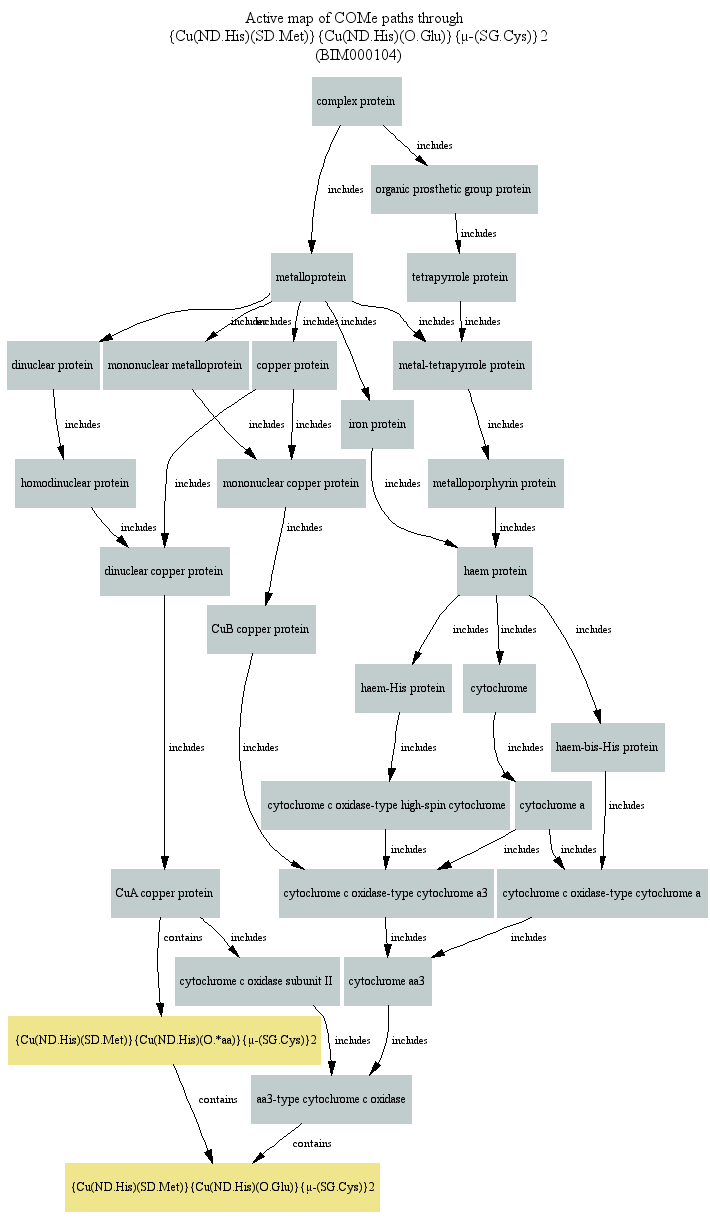 Active map of COMe paths through
{Cu(ND.His)(SD.Met)}{Cu(ND.His)(O.Glu)}{μ-(SG.Cys)}2
(BIM000104)
complex protein
includes
includes
organic prosthetic group protein
includes
metalloprotein
tetrapyrrole protein
includes
includes
includes
includes
includes
includes
dinuclear protein
mononuclear metalloprotein
copper protein
metal-tetrapyrrole protein
iron protein
includes
includes
includes
includes
homodinuclear protein
includes
mononuclear copper protein
includes
metalloporphyrin protein
includes
includes
includes
dinuclear copper protein
haem protein
CuB copper protein
includes
includes
includes
haem-His protein
cytochrome
haem-bis-His protein
includes
includes
includes
includes
cytochrome c oxidase-type high-spin cytochrome
cytochrome a
includes
includes
includes
includes
CuA copper protein
cytochrome c oxidase-type cytochrome a3
cytochrome c oxidase-type cytochrome a
contains
includes
includes
includes
cytochrome c oxidase subunit II
cytochrome aa3
{Cu(ND.His)(SD.Met)}{Cu(ND.His)(O.*aa)}{μ-(SG.Cys)}2
includes
includes
contains
aa3-type cytochrome c oxidase
contains
{Cu(ND.His)(SD.Met)}{Cu(ND.His)(O.Glu)}{μ-(SG.Cys)}2